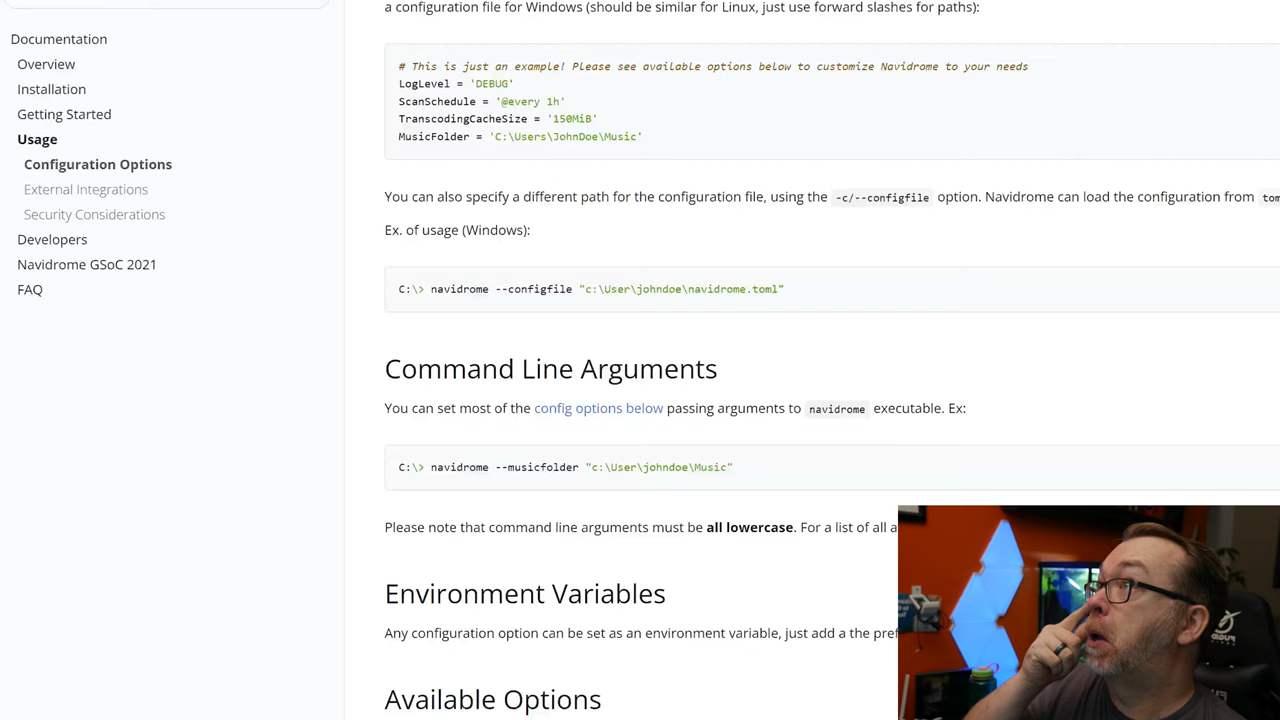 a configuration file for Windows (should be similar for Linux, just use forward slashes for paths):
Documentation
Overview
Installation
Getting Started
Usage
Configuration Options
External Integrations
Security Considerations
Developers
Navidrome GSoC 2021
FAQ
# This is just an example! Please see available options below to customize Navidrome to your needs
LogLevel = 'DEBUG'
ScanSchedule = '@every 1h'
TranscodingCacheSize = '150MiB'
MusicFolder = 'C:\Users\JohnDoe\Music'
You can also specify a different path for the configuration file, using the -c/--configfile option. Navidrome can load the configuration from tom
Ex. of usage (Windows):
C:\> navidrome --configfile "c:\User\johndoe\navidrome.toml"
Command Line Arguments
You can set most of the config options below passing arguments to navidrome executable. Ex:
C:\> navidrome --musicfolder "c:\User\johndoe\Music"
Please note that command line arguments must be all lowercase. For a list of all a
Environment Variables
Any configuration option can be set as an environment variable, just add a the pref
Available Options